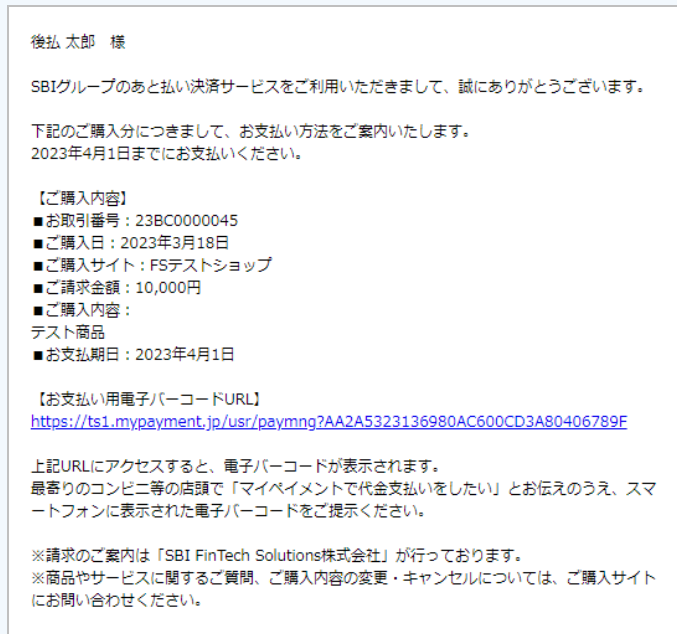 後払 太郎　様
SBIグループのあと払い決済サービスをご利用いただきまして、誠にありがとうございます。
下記のご購入分につきまして、お支払い方法をご案内いたします。
2023年4月1日までにお支払いください。
【ご購入内容】
■お取引番号：23BC0000045
■ご購入日：2023年3月18日
■ご購入サイト：FSテストショップ
■ご請求金額：10,000円
■ご購入内容：
テスト商品
■お支払期日：2023年4月1日
【お支払い用電子バーコードURL】
https://ts1.mypayment.jp/usr/paymng?AA2A5323136980AC600CD3A80406789F
上記URLにアクセスすると、電子バーコードが表示されます。
最寄りのコンビニ等の店頭で「マイペイメントで代金支払いをしたい」とお伝えのうえ、スマ
ートフォンに表示された電子バーコードをご提示ください。
※請求のご案内は「SBI FinTech Solutions株式会社」が行っております。
※商品やサービスに関するご質問、ご購入内容の変更・キャンセルについては、ご購入サイト
にお問い合わせください。